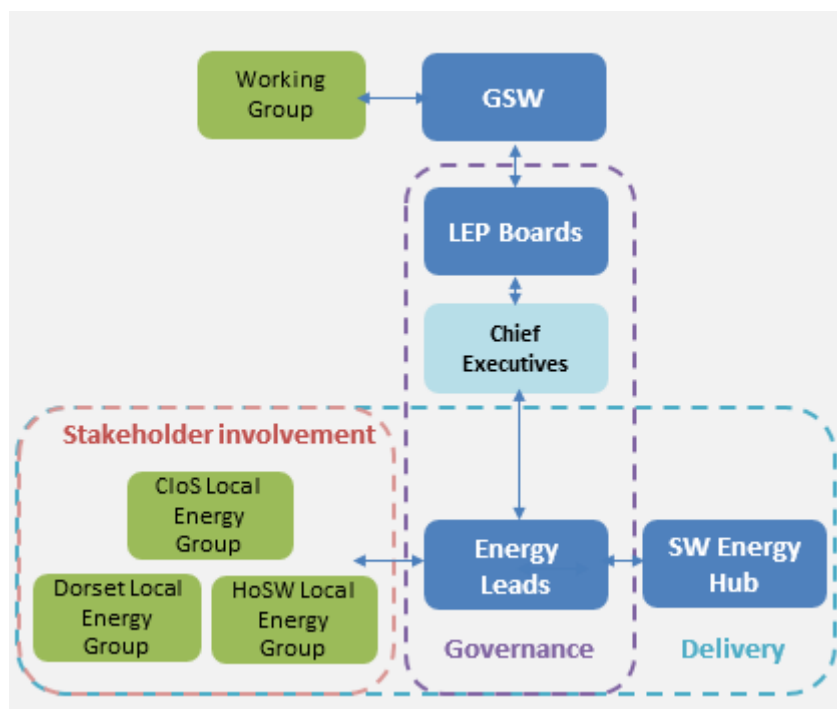 Working
Group
GSW
LEP Boards
Chief
Executives
Stakeholder involvement
CIoS Local
Energy
Group
Dorset Local
Energy
Group
HoSW Local
Energy
Group
Energy
Leads
SW Energy
Hub
Governance
Delivery